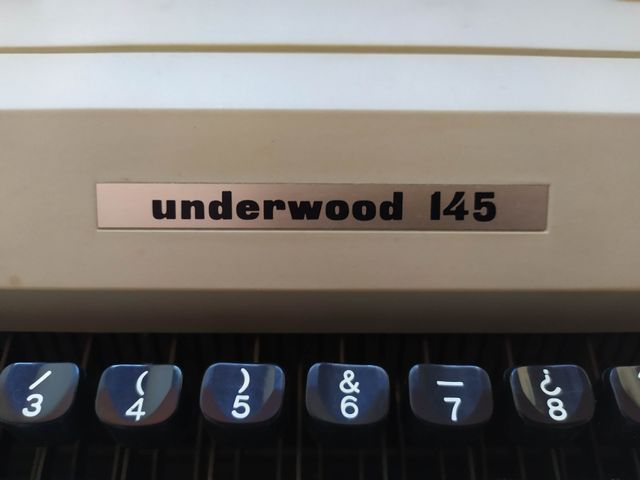 underwood 145
/ ( ) & _ ¿
3 4 5 6 7 8